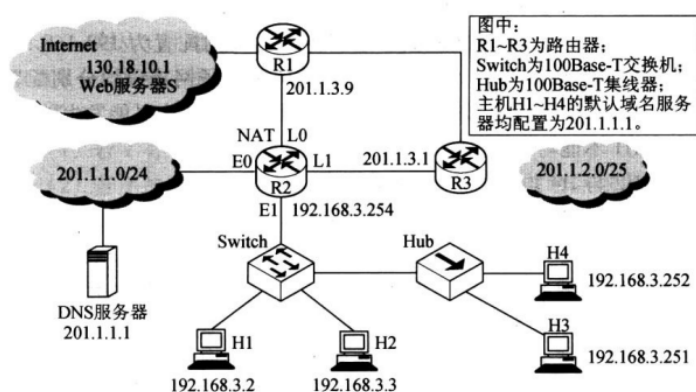 Internet
130.18.10.1
Web服务器S
R1
201.1.3.9
图中:
R1~R3为路由器;
Switch为100Base-T交换机;
Hub为100Base-T集线器;
主机H1~H4的默认域名服务
器均配置为201.1.1.1。
NAT
L0
201.1.1.0/24
E0
R2
L1
201.1.3.1
R3
201.1.2.0/25
E1
192.168.3.254
Switch
Hub
H4
192.168.3.252
DNS服务器
201.1.1.1
H1
H2
H3
192.168.3.251
192.168.3.2
192.168.3.3